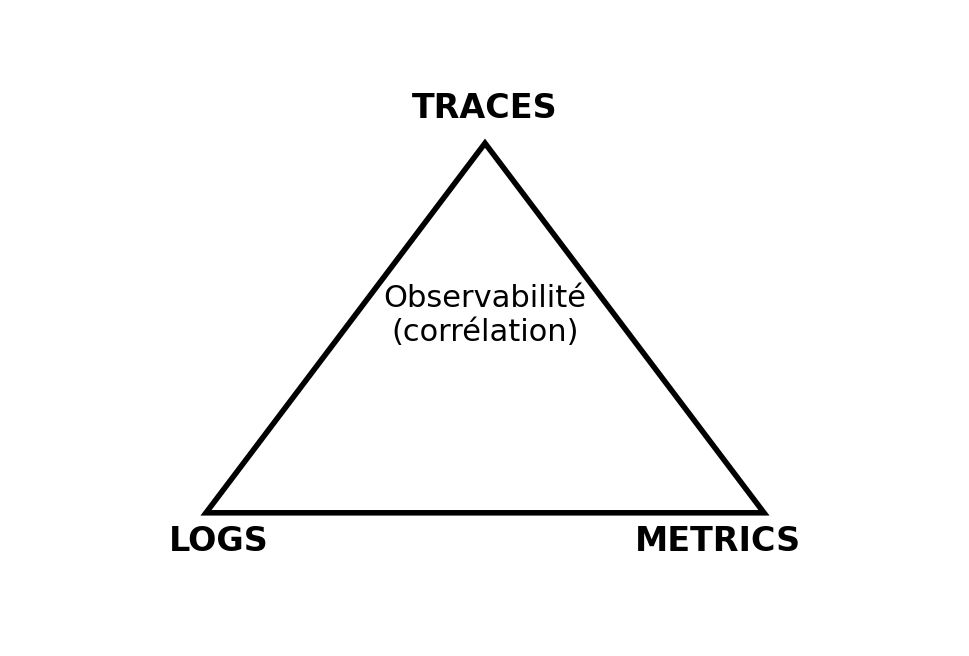 TRACES
Observabilité
(corrélation)
LOGS
METRICS